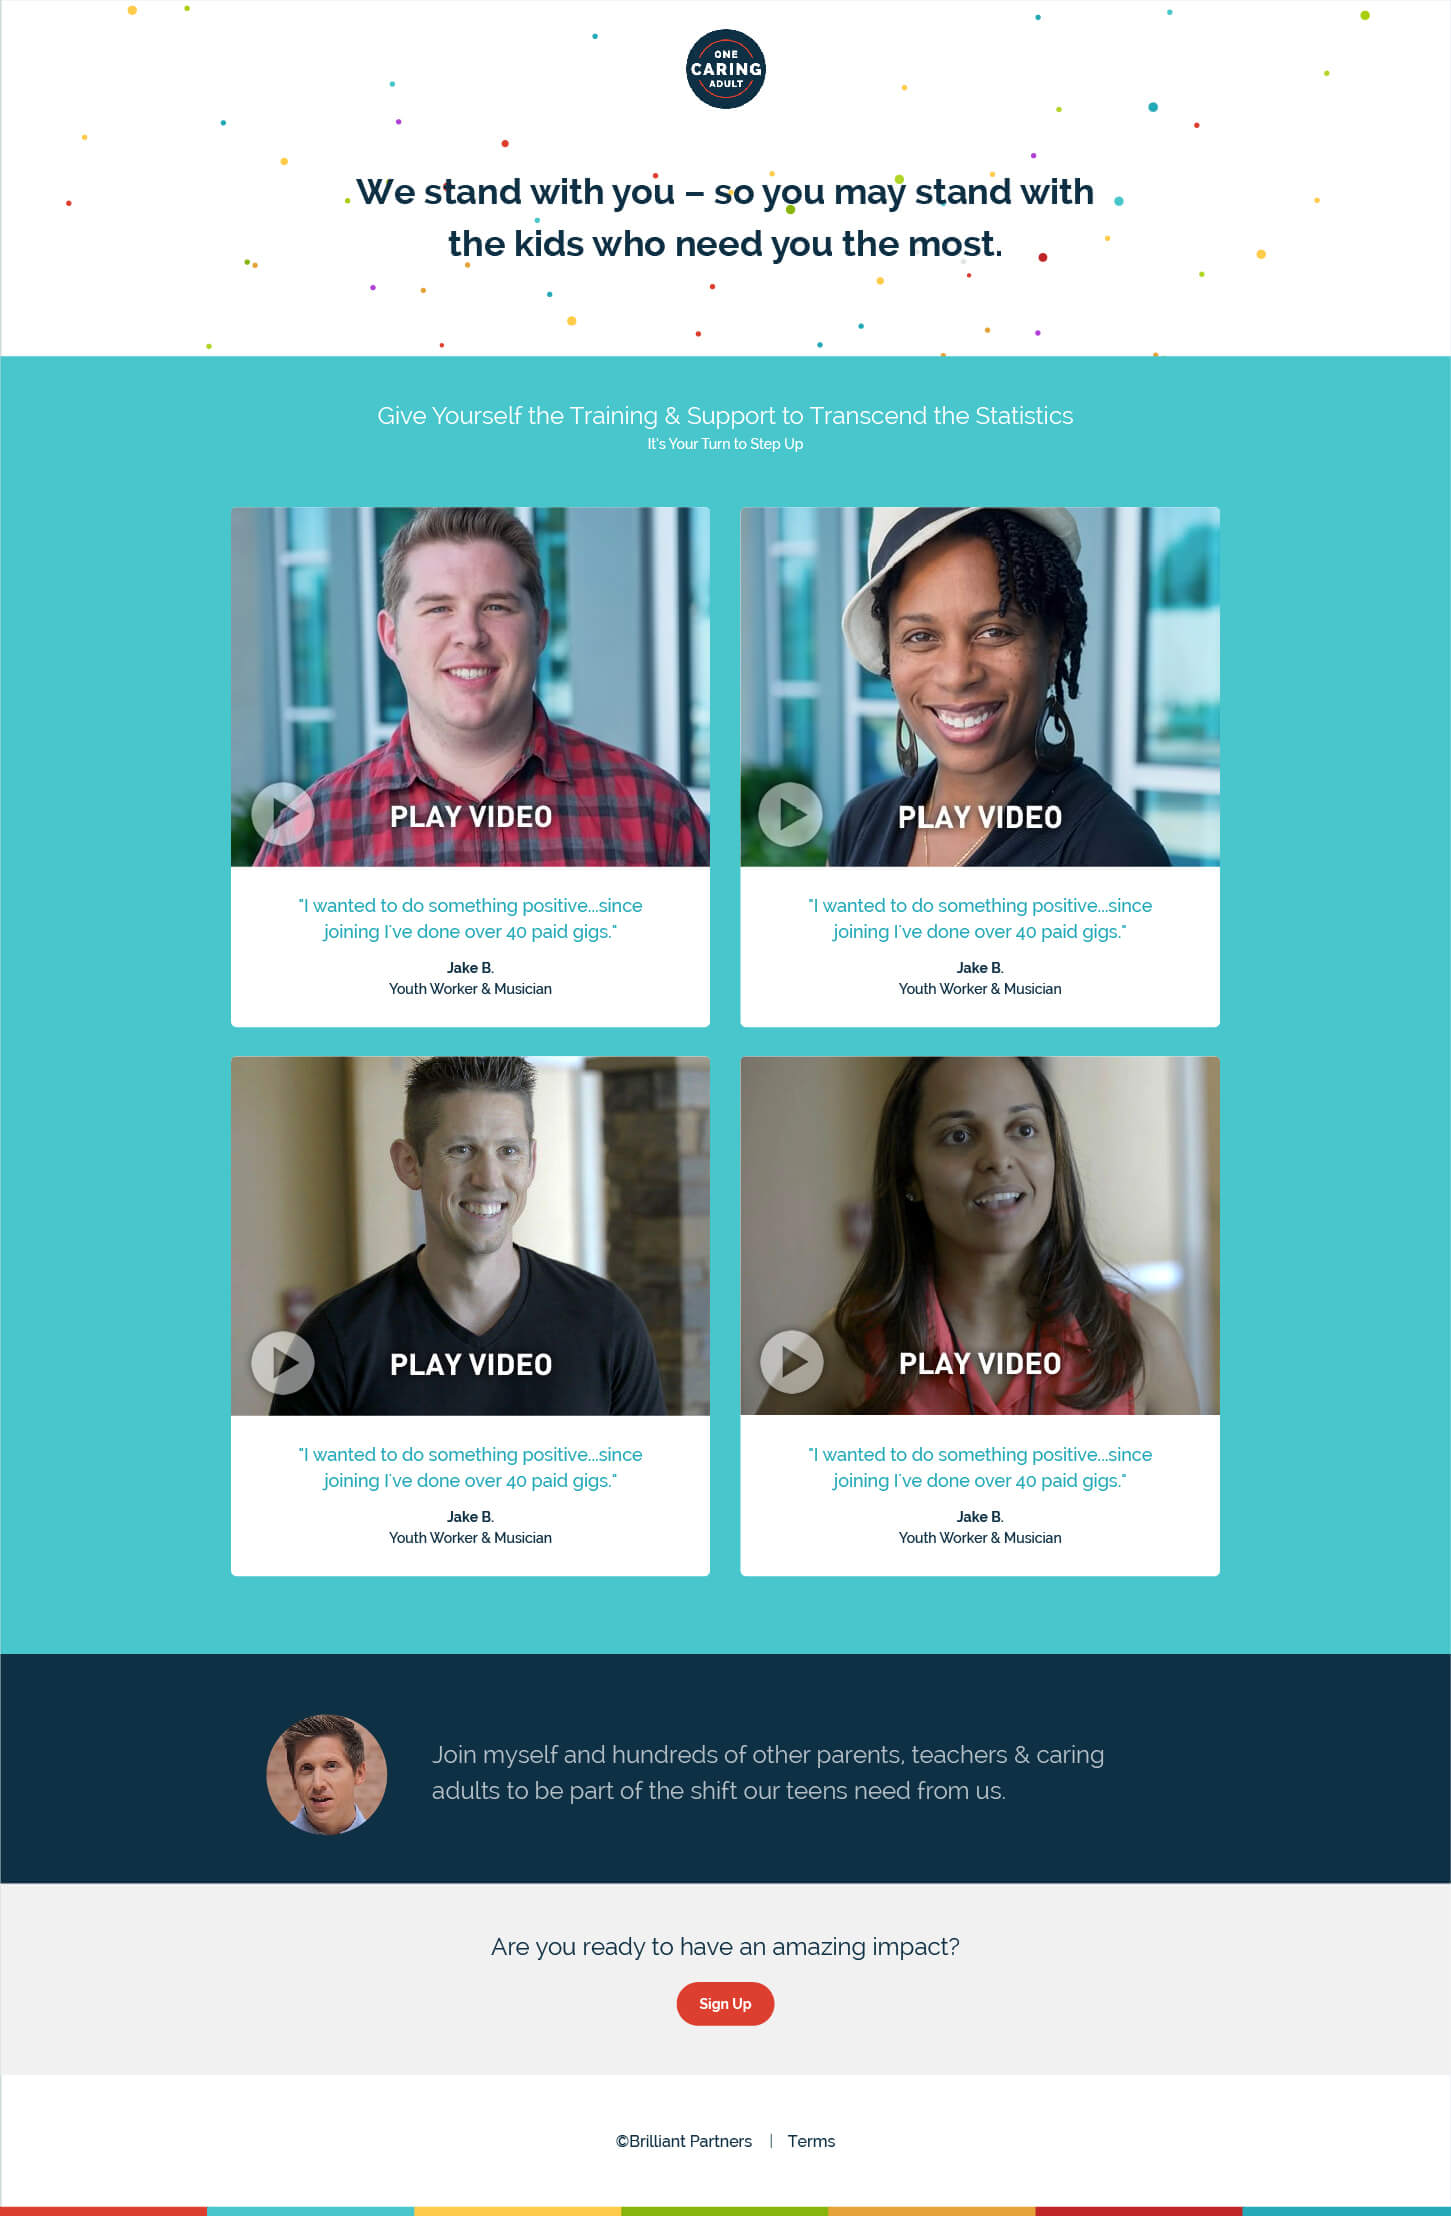 ONE
CARING
ADULT
We stand with you – so you may stand with
the kids who need you the most.
Give Yourself the Training & Support to Transcend the Statistics
It's Your Turn to Step Up
PLAY VIDEO
"I wanted to do something positive...since
joining I've done over 40 paid gigs."
Jake B.
Youth Worker & Musician
PLAY VIDEO
"I wanted to do something positive...since
joining I've done over 40 paid gigs."
Jake B.
Youth Worker & Musician
PLAY VIDEO
"I wanted to do something positive...since
joining I've done over 40 paid gigs."
Jake B.
Youth Worker & Musician
PLAY VIDEO
"I wanted to do something positive...since
joining I've done over 40 paid gigs."
Jake B.
Youth Worker & Musician
Join myself and hundreds of other parents, teachers & caring
adults to be part of the shift our teens need from us.
Are you ready to have an amazing impact?
Sign Up
©Brilliant Partners | Terms